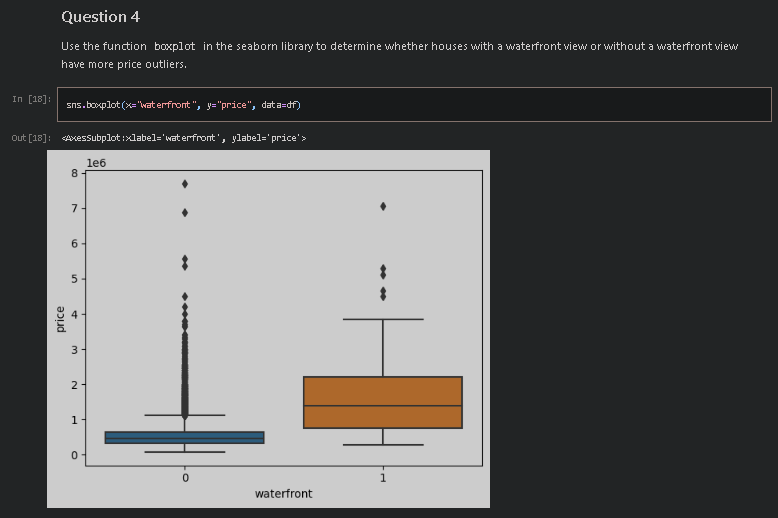 Question 4
Use the function boxplot in the seaborn library to determine whether houses with a waterfront view or without a waterfront view
have more price outliers.
In [18]: sns.boxplot(x="waterfront", y="price", data=df)
Out[18]: <AxesSubplot:xlabel='waterfront', ylabel='price'>
1e6
8
7
6
5
4
3
2
1
0
price
0 1
waterfront